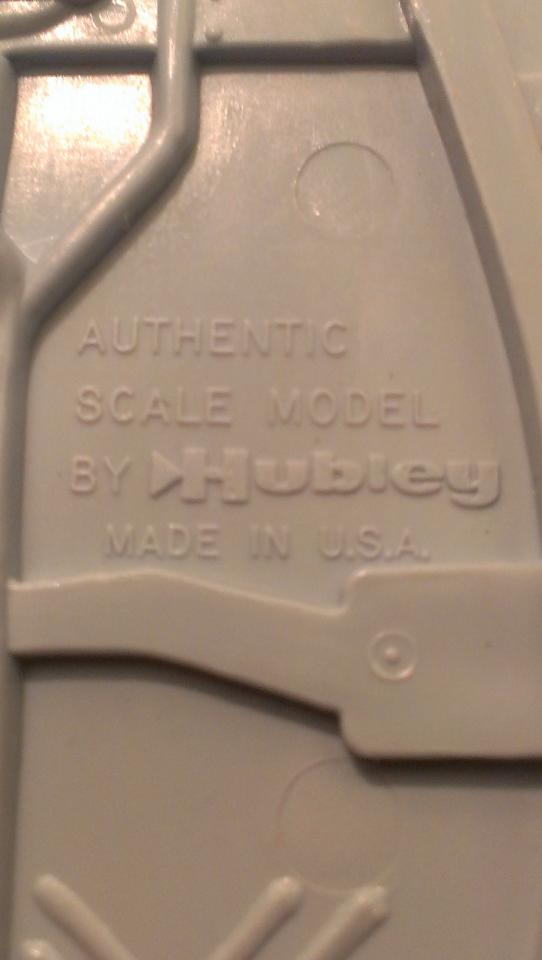 AUTHENTIC
SCALE MODEL
BY Hubley
MADE IN U.S.A.